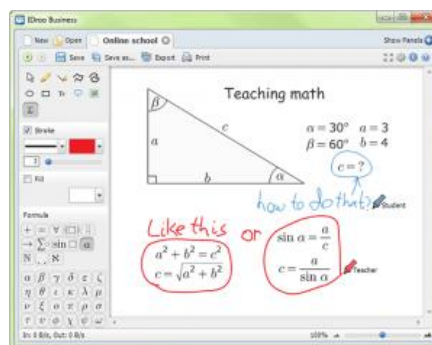 IDroo Business
New Open Online school Show Panels
Save Save as... Export Print
Teaching math
β
c
α = 30° a = 3
β = 60° b = 4
a
c = ?
b
α
how to do that? Student
Like this or
a² + b² = c²
c = √a² + b²
sin α = a/c
c = a/sin α
Teacher
Stroke
Fill
Formula
α β γ δ ε ζ
η θ ι κ λ μ
ν ξ ο π ρ σ
τ υ φ χ ψ ω
In: 0 B/s, Out: 0 B/s 100%